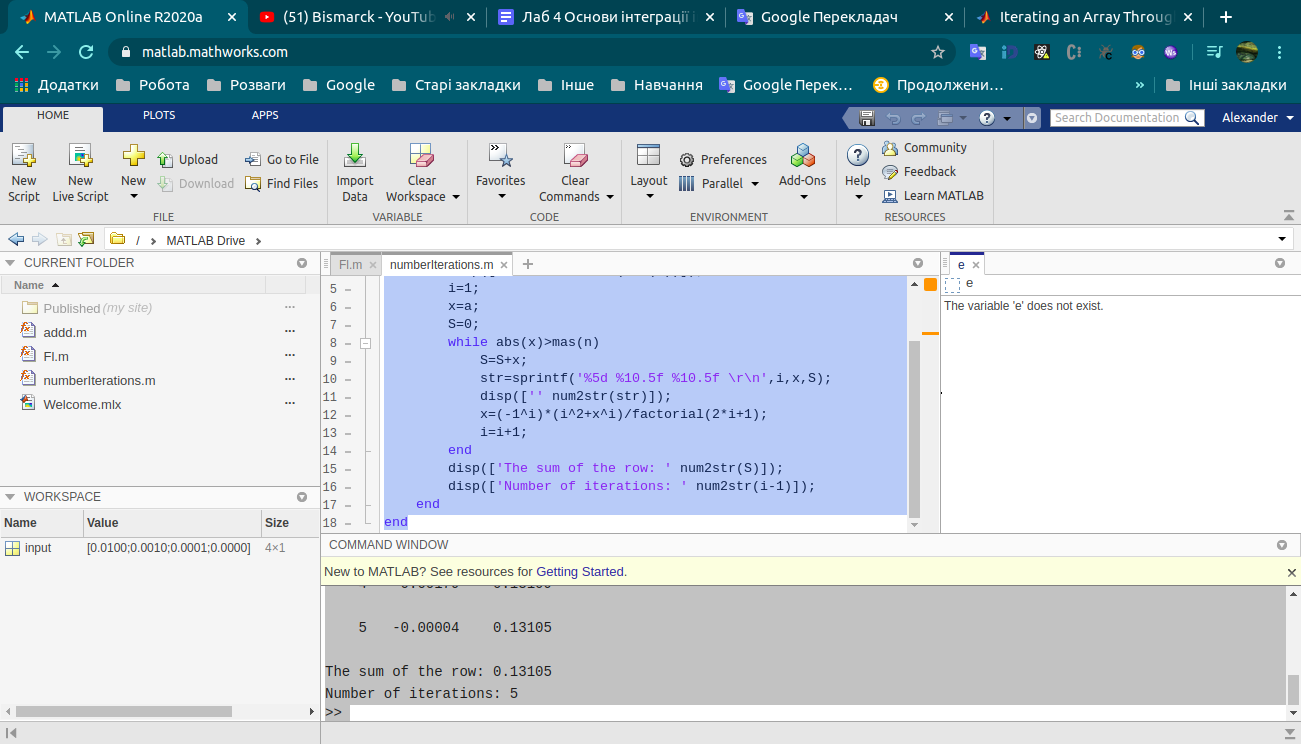 MATLAB Online R2020a
(51) Bismarck - YouTub
Лаб 4 Основи інтеграції
Google Перекладач
Iterating an Array Throug
matlab.mathworks.com
Додатки
Робота
Розваги
Google
Старі закладки
Інше
Навчання
Google Перек…
Продолжени…
»
Інші закладки
HOME
PLOTS
APPS
Search Documentation
Alexander
New Script
New Live Script
New
Upload
Download
Go to File
Find Files
FILE
Import Data
Clear Workspace
VARIABLE
Favorites
Clear Commands
CODE
Layout
Preferences
Parallel
Add-Ons
ENVIRONMENT
Help
Community
Feedback
Learn MATLAB
RESOURCES
/ › MATLAB Drive ›
CURRENT FOLDER
Name
Published (my site)
addd.m
Fl.m
numberIterations.m
Welcome.mlx
WORKSPACE
Name Value Size
input [0.0100;0.0010;0.0001;0.0000] 4×1
Fl.m
numberIterations.m
5 i=1;
6 x=a;
7 S=0;
8 while abs(x)>mas(n)
9 S=S+x;
10 str=sprintf('%5d %10.5f %10.5f \r\n',i,x,S);
11 disp(['' num2str(str)]);
12 x=(-1^i)*(i^2+x^i)/factorial(2*i+1);
13 i=i+1;
14 end
15 disp(['The sum of the row: ' num2str(S)]);
16 disp(['Number of iterations: ' num2str(i-1)]);
17 end
18 end
e
e
The variable 'e' does not exist.
COMMAND WINDOW
New to MATLAB? See resources for Getting Started.
5 -0.00004 0.13105
The sum of the row: 0.13105
Number of iterations: 5
>>